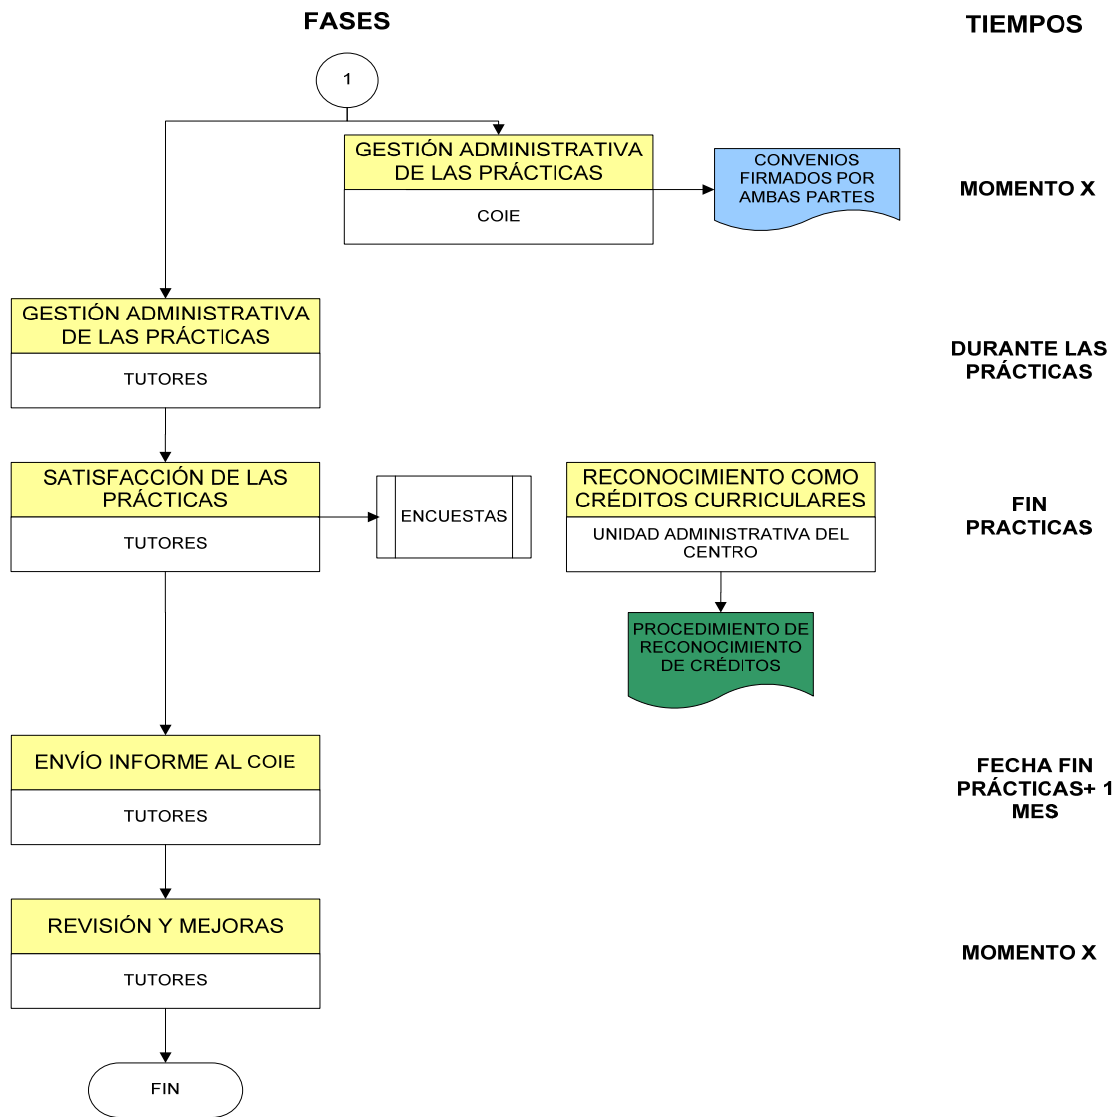 FASES
TIEMPOS
1
GESTIÓN ADMINISTRATIVA
DE LAS PRÁCTICAS
COIE
CONVENIOS
FIRMADOS POR
AMBAS PARTES
MOMENTO X
GESTIÓN ADMINISTRATIVA
DE LAS PRÁCTICAS
TUTORES
DURANTE LAS
PRÁCTICAS
SATISFACCIÓN DE LAS
PRÁCTICAS
TUTORES
ENCUESTAS
RECONOCIMIENTO COMO
CRÉDITOS CURRICULARES
UNIDAD ADMINISTRATIVA DEL
CENTRO
FIN
PRACTICAS
PROCEDIMIENTO DE
RECONOCIMIENTO
DE CRÉDITOS
ENVÍO INFORME AL COIE
TUTORES
FECHA FIN
PRÁCTICAS+ 1
MES
REVISIÓN Y MEJORAS
TUTORES
MOMENTO X
FIN